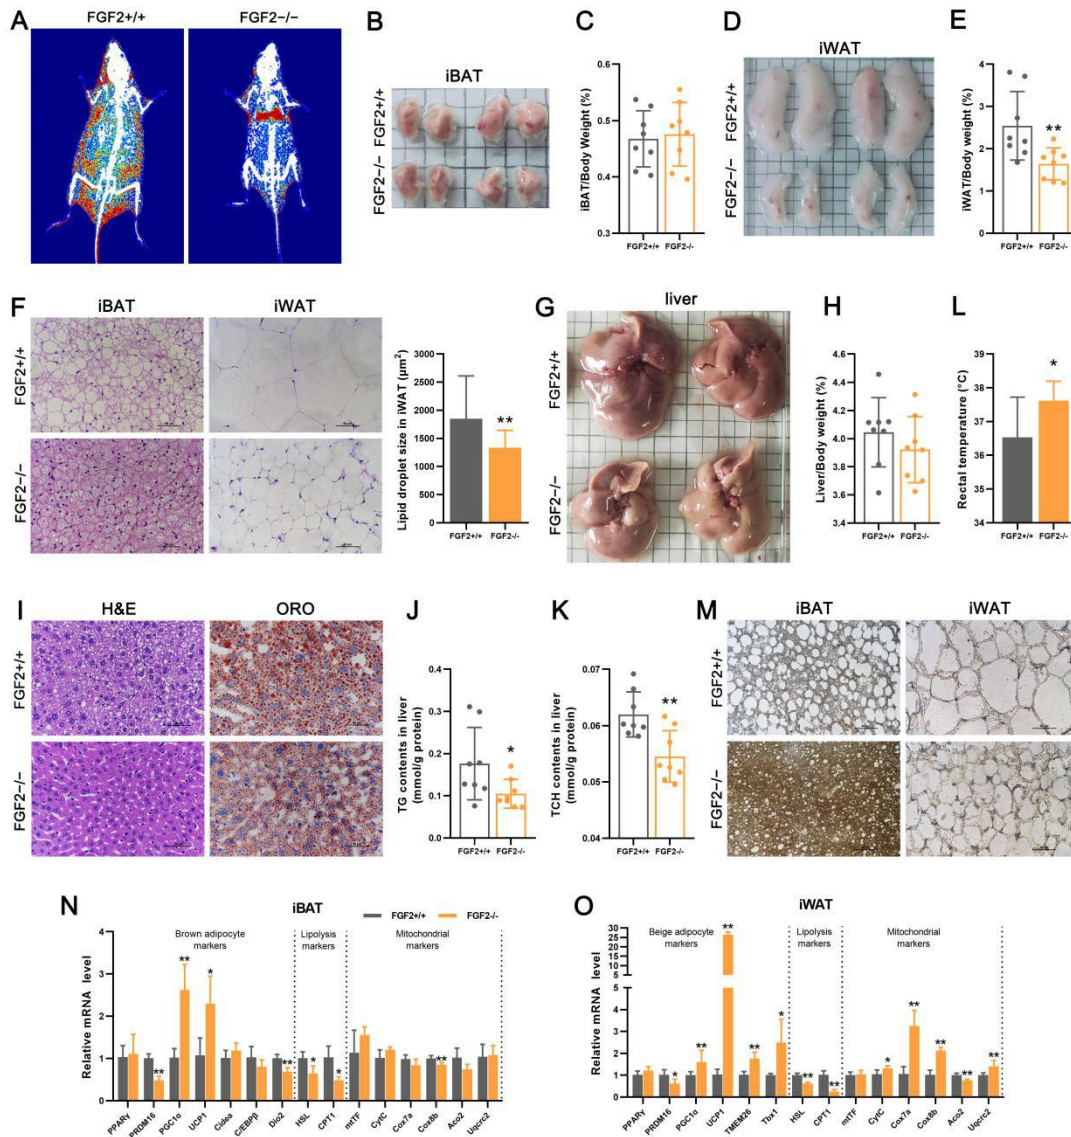 A
FGF2+/+
FGF2−/−
B
iBAT
FGF2+/+
FGF2−/−
C
iBAT/Body Weight (%)
0.6
0.5
0.4
0.3
FGF2+/+
FGF2-/-
D
iWAT
FGF2+/+
FGF2−/−
E
iWAT/Body Weight (%)
4
3
2
1
0
**
FGF2+/+
FGF2-/-
F
iBAT
iWAT
FGF2+/+
FGF2−/−
Lipid droplet size in iWAT (μm²)
3000
2500
2000
1500
1000
500
0
**
FGF2+/+
FGF2-/-
G
liver
FGF2+/+
FGF2−/−
H
Liver/Body weight (%)
4.6
4.4
4.2
4.0
3.8
3.6
3.4
FGF2+/+
FGF2-/-
L
Rectal temperature (°C)
39
38
37
36
35
34
*
FGF2+/+
FGF2-/-
I
H&E
ORO
FGF2+/+
FGF2−/−
J
TG contents in liver
(mmol/g protein)
0.4
0.3
0.2
0.1
0.0
*
FGF2+/+
FGF2-/-
K
TCH contents in liver
(mmol/g protein)
0.07
0.06
0.05
0.04
**
FGF2+/+
FGF2-/-
M
iBAT
iWAT
FGF2+/+
FGF2−/−
N
iBAT
FGF2+/+
FGF2-/-
Brown adipocyte
markers
Lipolysis
markers
Mitochondrial
markers
Relative mRNA level
4
3
2
1
0
** ** * ** * * **
PPARγ PRDM16 PGC1α UCP1 Cidea C/EBPβ Dio2 HSL CPT1 mtTF CytC Cox7a Cox8b Aco2 Uqcrc2
O
iWAT
Beige adipocyte
markers
Lipolysis
markers
Mitochondrial
markers
Relative mRNA level
30
25
20
15
10
5
5
4
3
2
1
0
* ** ** ** * ** ** * ** ** ** **
PPARγ PRDM16 PGC1α UCP1 TMEM26 Tbx1 HSL CPT1 mtTF CytC Cox7a Cox8b Aco2 Uqcrc2